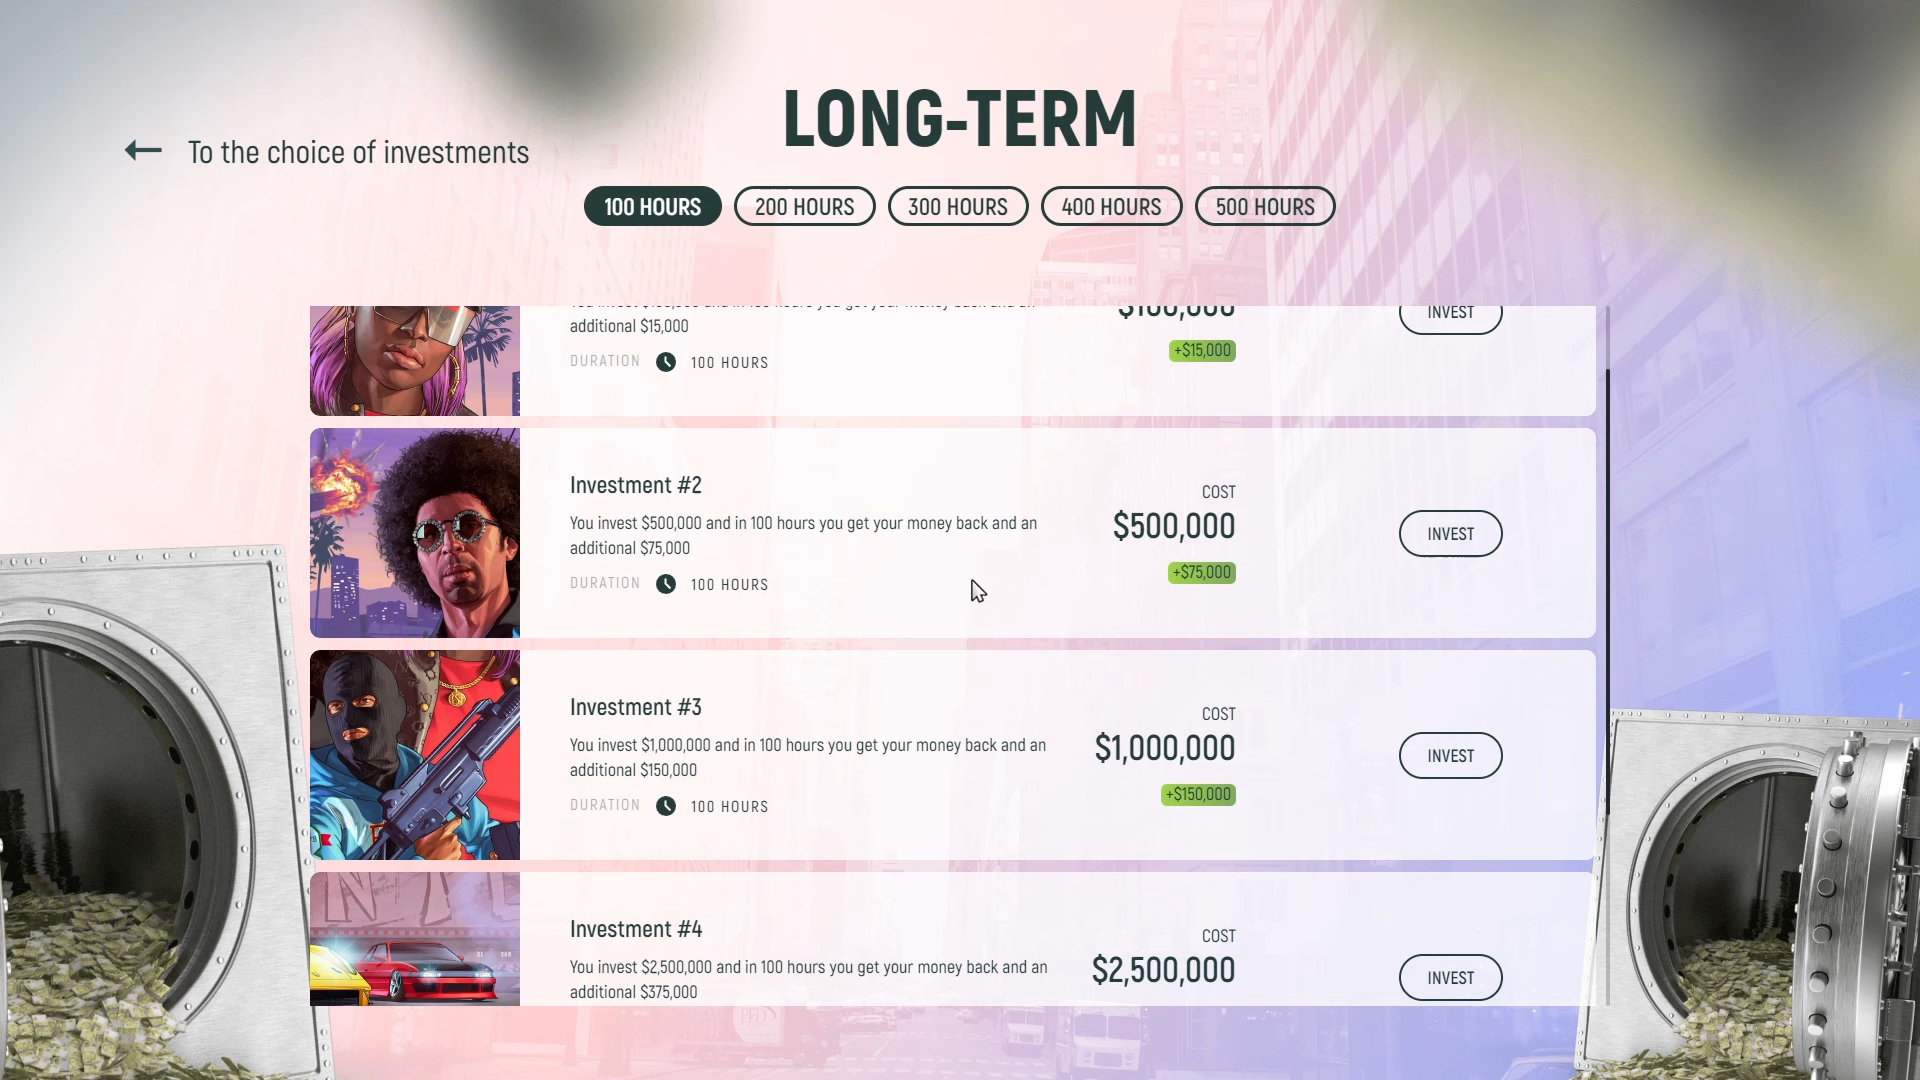 LONG-TERM
To the choice of investments
100 HOURS
200 HOURS
300 HOURS
400 HOURS
500 HOURS
additional $15,000
DURATION 100 HOURS
$100,000
+$15,000
INVEST
Investment #2
You invest $500,000 and in 100 hours you get your money back and an
additional $75,000
DURATION 100 HOURS
COST
$500,000
+$75,000
INVEST
Investment #3
You invest $1,000,000 and in 100 hours you get your money back and an
additional $150,000
DURATION 100 HOURS
COST
$1,000,000
+$150,000
INVEST
Investment #4
You invest $2,500,000 and in 100 hours you get your money back and an
additional $375,000
COST
$2,500,000
INVEST